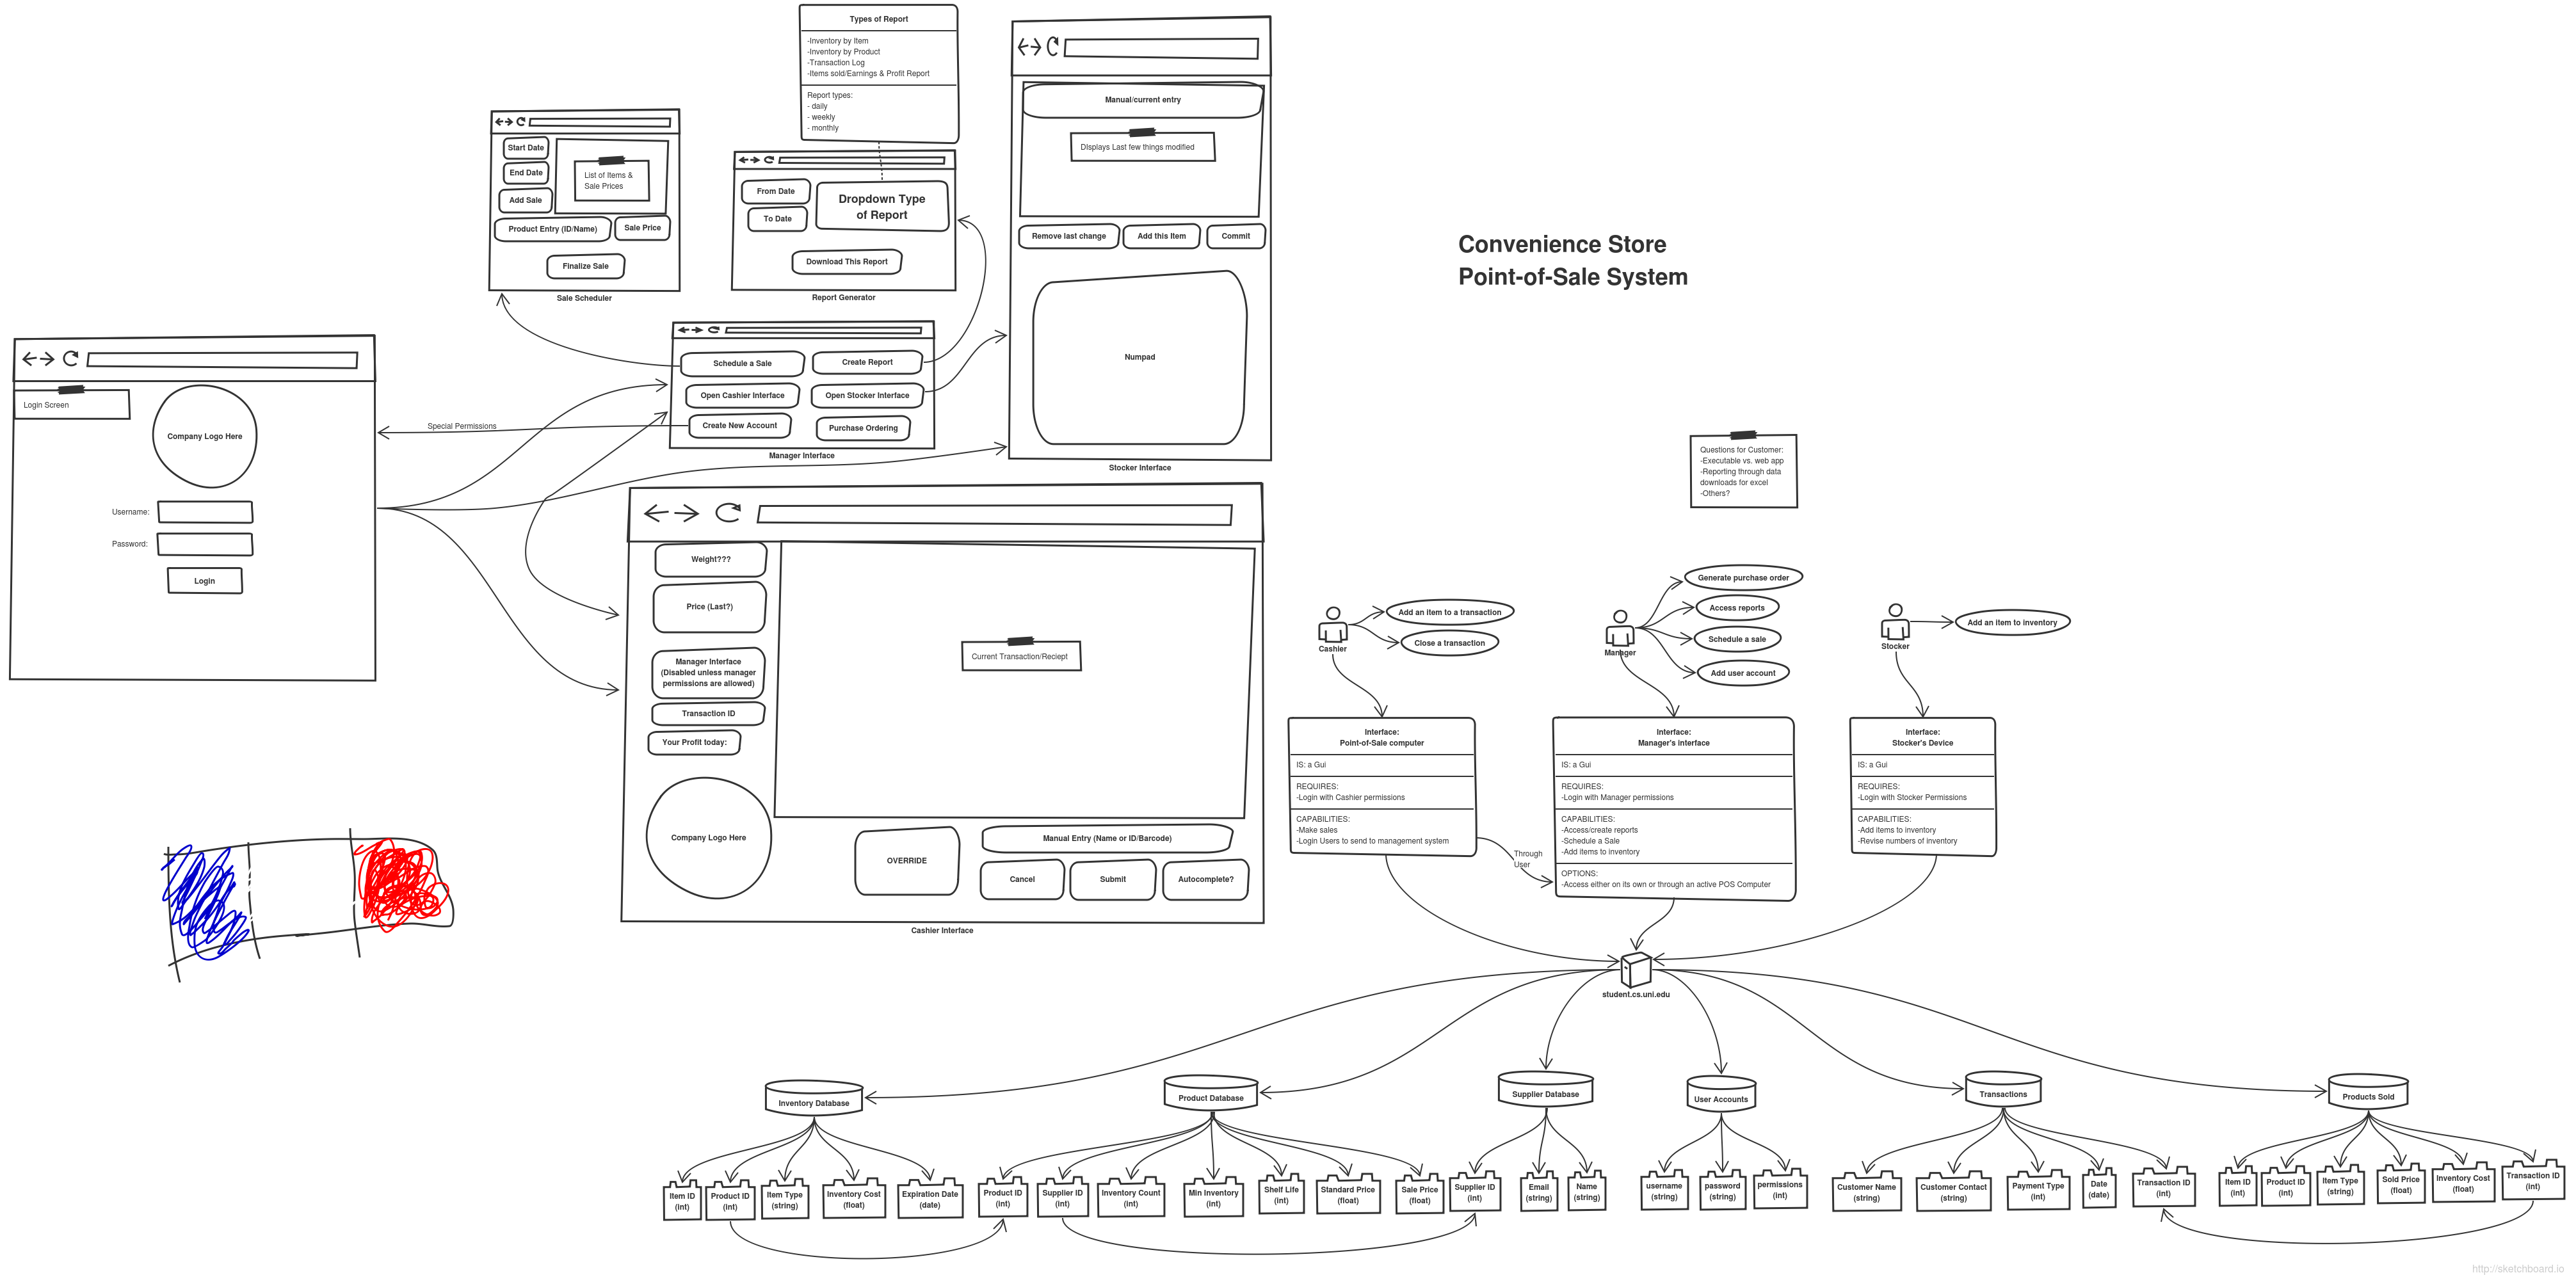 Types of Report
-Inventory by Item
-Inventory by Product
-Transaction Log
-Items sold/Earnings & Profit Report
Report types:
- daily
- weekly
- monthly
Start Date
End Date
Add Sale
List of Items &
Sale Prices
Product Entry (ID/Name)
Sale Price
Finalize Sale
Sale Scheduler
From Date
To Date
Dropdown Type
of Report
Download This Report
Report Generator
Manual/current entry
DIsplays Last few things modified
Remove last change
Add this Item
Commit
Numpad
Stocker Interface
Convenience Store
Point-of-Sale System
Login Screen
Company Logo Here
Username:
Password:
Login
Special Permissions
Schedule a Sale
Create Report
Open Cashier Interface
Open Stocker Interface
Create New Account
Purchase Ordering
Manager Interface
Questions for Customer:
-Executable vs. web app
-Reporting through data
downloads for excel
-Others?
Weight???
Price (Last?)
Manager Interface
(Disabled unless manager
permissions are allowed)
Transaction ID
Your Profit today:
Company Logo Here
Current Transaction/Reciept
OVERRIDE
Manual Entry (Name or ID/Barcode)
Cancel
Submit
Autocomplete?
Cashier Interface
Cashier
Add an item to a transaction
Close a transaction
Manager
Generate purchase order
Access reports
Schedule a sale
Add user account
Stocker
Add an item to inventory
Interface:
Point-of-Sale computer
IS: a Gui
REQUIRES:
-Login with Cashier permissions
CAPABILITIES:
-Make sales
-Login Users to send to management system
Through
User
Interface:
Manager's interface
IS: a Gui
REQUIRES:
-Login with Manager permissions
CAPABILITIES:
-Access/create reports
-Schedule a Sale
-Add items to inventory
OPTIONS:
-Access either on its own or through an active POS Computer
Interface:
Stocker's Device
IS: a Gui
REQUIRES:
-Login with Stocker Permissions
CAPABILITIES:
-Add items to inventory
-Revise numbers of inventory
student.cs.uni.edu
Inventory Database
Item ID
(int)
Product ID
(int)
Item Type
(string)
Inventory Cost
(float)
Expiration Date
(date)
Product Database
Product ID
(int)
Supplier ID
(int)
Inventory Count
(int)
Min Inventory
(int)
Shelf Life
(int)
Standard Price
(float)
Sale Price
(float)
Supplier Database
Supplier ID
(int)
Email
(string)
Name
(string)
User Accounts
username
(string)
password
(string)
permissions
(int)
Transactions
Customer Name
(string)
Customer Contact
(string)
Payment Type
(int)
Date
(date)
Transaction ID
(int)
Products Sold
Item ID
(int)
Product ID
(int)
Item Type
(string)
Sold Price
(float)
Inventory Cost
(float)
Transaction ID
(int)
http://sketchboard.io